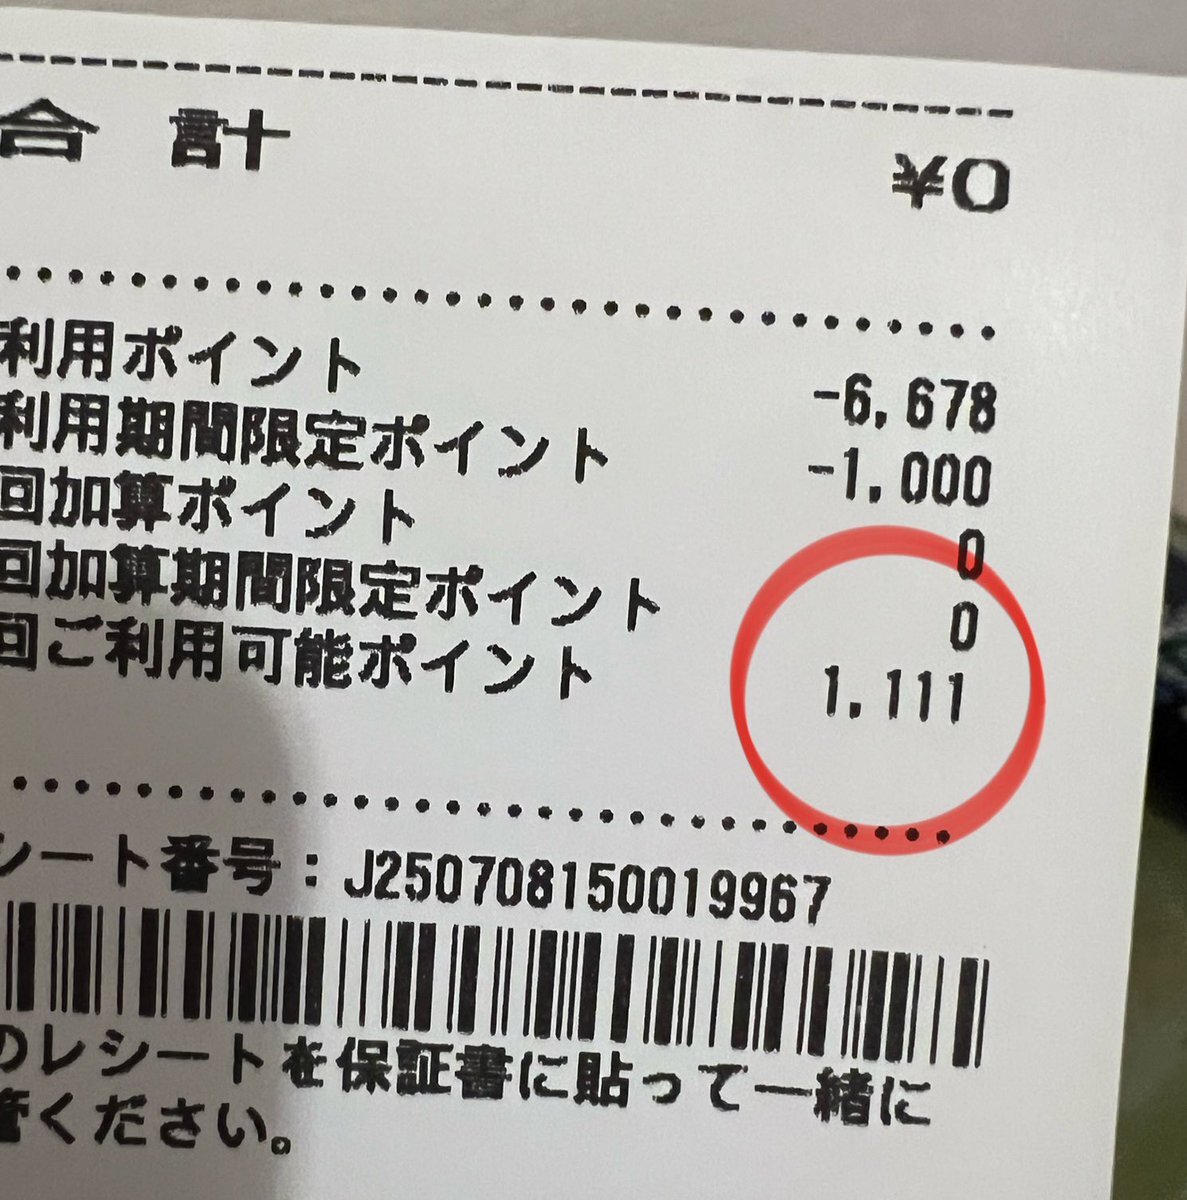 合 計 ¥0
利用ポイント -6,678
利用期間限定ポイント -1,000
回加算ポイント 0
回加算期間限定ポイント 0
回ご利用可能ポイント 1,111
シート番号：J250708150019967
のレシートを保証書に貼って一緒に
管ください。